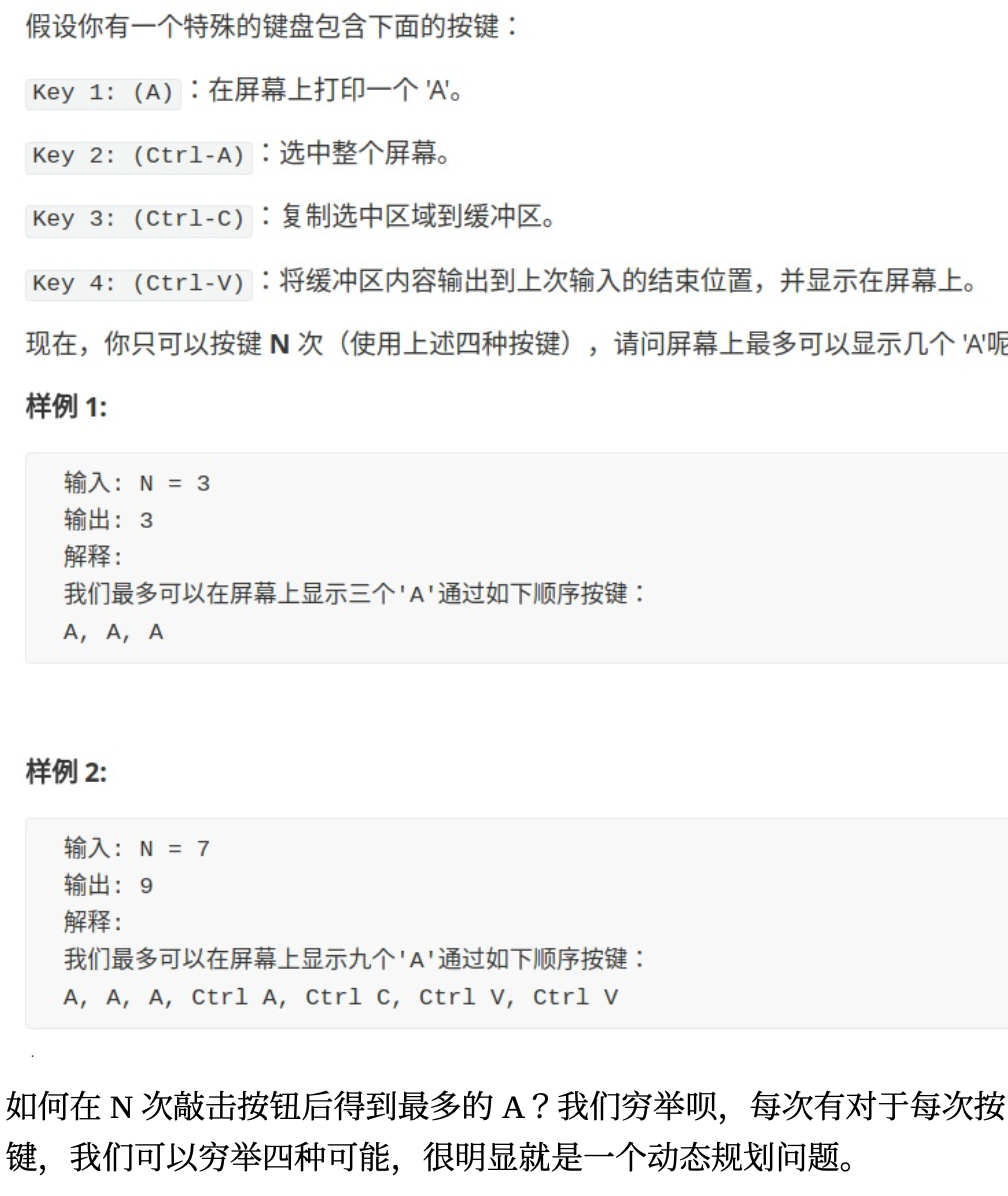 假设你有一个特殊的键盘包含下面的按键：
Key 1: (A)：在屏幕上打印一个 'A'。
Key 2: (Ctrl-A)：选中整个屏幕。
Key 3: (Ctrl-C)：复制选中区域到缓冲区。
Key 4: (Ctrl-V)：将缓冲区内容输出到上次输入的结束位置，并显示在屏幕上。
现在，你只可以按键 N 次（使用上述四种按键），请问屏幕上最多可以显示几个 'A'呢
样例 1:
输入: N = 3
输出: 3
解释:
我们最多可以在屏幕上显示三个'A'通过如下顺序按键：
A, A, A
样例 2:
输入: N = 7
输出: 9
解释:
我们最多可以在屏幕上显示九个'A'通过如下顺序按键：
A, A, A, Ctrl A, Ctrl C, Ctrl V, Ctrl V
如何在 N 次敲击按钮后得到最多的 A？我们穷举呗，每次有对于每次按
键，我们可以穷举四种可能，很明显就是一个动态规划问题。